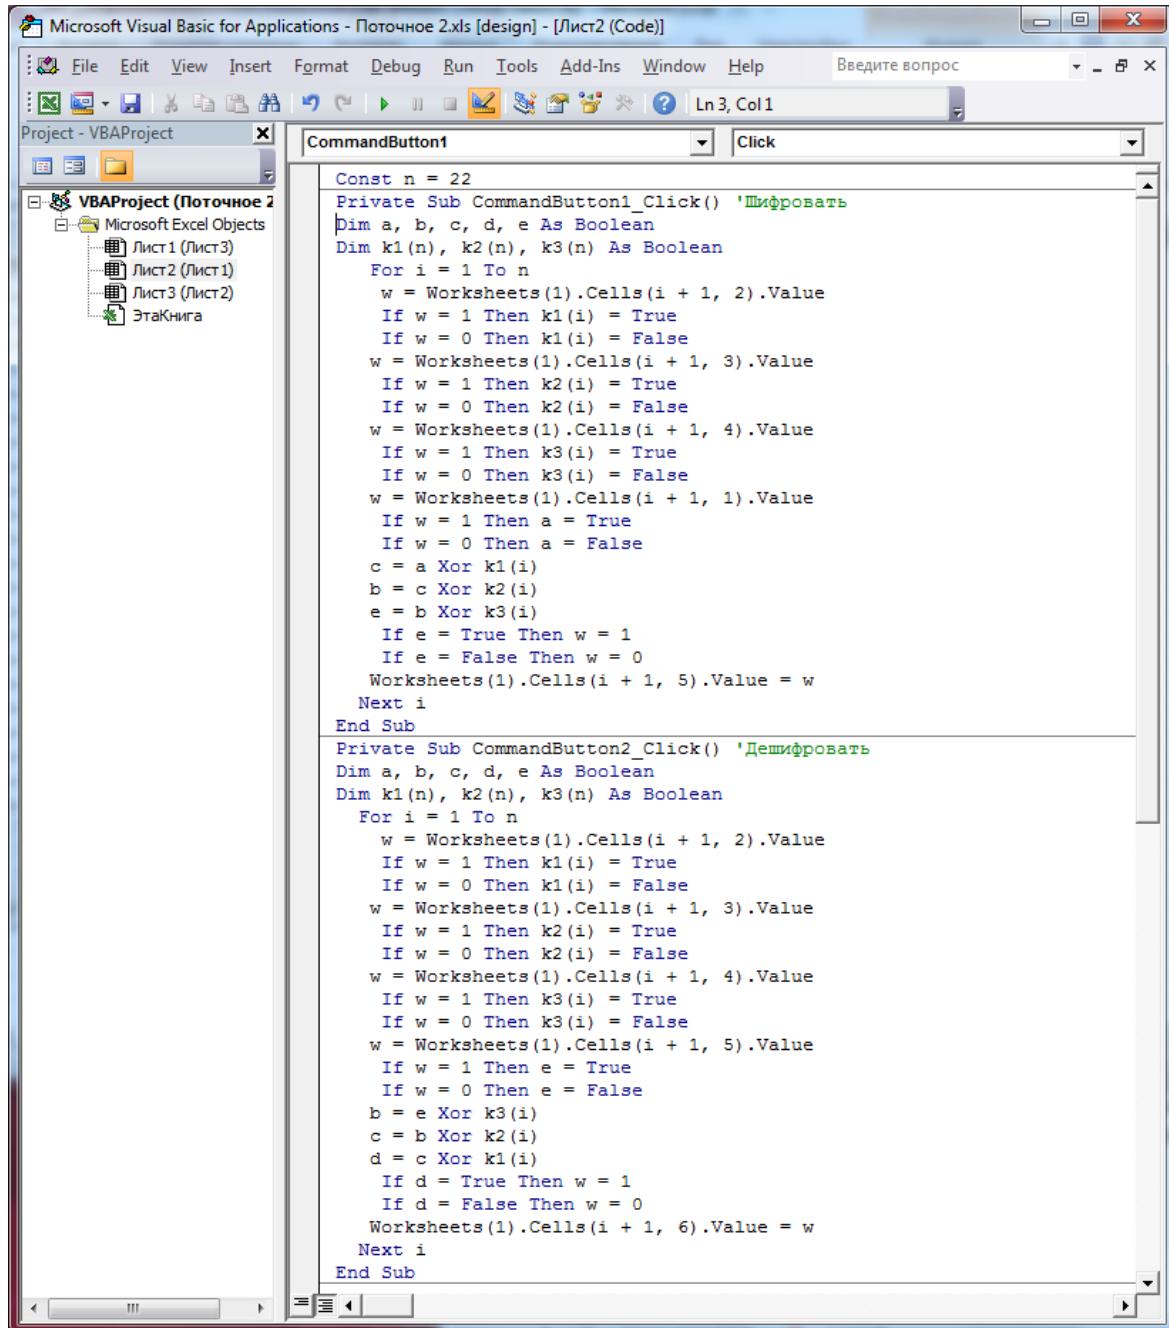 Microsoft Visual Basic for Applications - Поточное 2.xls [design] - [Лист2 (Code)]
File Edit View Insert Format Debug Run Tools Add-Ins Window Help Введите вопрос
Ln 3, Col 1
Project - VBAProject
CommandButton1 Click
VBAProject (Поточное 2
Microsoft Excel Objects
Лист1 (Лист3)
Лист2 (Лист1)
Лист3 (Лист2)
ЭтаКнига
Const n = 22
Private Sub CommandButton1_Click() 'Шифровать
Dim a, b, c, d, e As Boolean
Dim k1(n), k2(n), k3(n) As Boolean
For i = 1 To n
w = Worksheets(1).Cells(i + 1, 2).Value
If w = 1 Then k1(i) = True
If w = 0 Then k1(i) = False
w = Worksheets(1).Cells(i + 1, 3).Value
If w = 1 Then k2(i) = True
If w = 0 Then k2(i) = False
w = Worksheets(1).Cells(i + 1, 4).Value
If w = 1 Then k3(i) = True
If w = 0 Then k3(i) = False
w = Worksheets(1).Cells(i + 1, 1).Value
If w = 1 Then a = True
If w = 0 Then a = False
c = a Xor k1(i)
b = c Xor k2(i)
e = b Xor k3(i)
If e = True Then w = 1
If e = False Then w = 0
Worksheets(1).Cells(i + 1, 5).Value = w
Next i
End Sub
Private Sub CommandButton2_Click() 'Дешифровать
Dim a, b, c, d, e As Boolean
Dim k1(n), k2(n), k3(n) As Boolean
For i = 1 To n
w = Worksheets(1).Cells(i + 1, 2).Value
If w = 1 Then k1(i) = True
If w = 0 Then k1(i) = False
w = Worksheets(1).Cells(i + 1, 3).Value
If w = 1 Then k2(i) = True
If w = 0 Then k2(i) = False
w = Worksheets(1).Cells(i + 1, 4).Value
If w = 1 Then k3(i) = True
If w = 0 Then k3(i) = False
w = Worksheets(1).Cells(i + 1, 5).Value
If w = 1 Then e = True
If w = 0 Then e = False
b = e Xor k3(i)
c = b Xor k2(i)
d = c Xor k1(i)
If d = True Then w = 1
If d = False Then w = 0
Worksheets(1).Cells(i + 1, 6).Value = w
Next i
End Sub